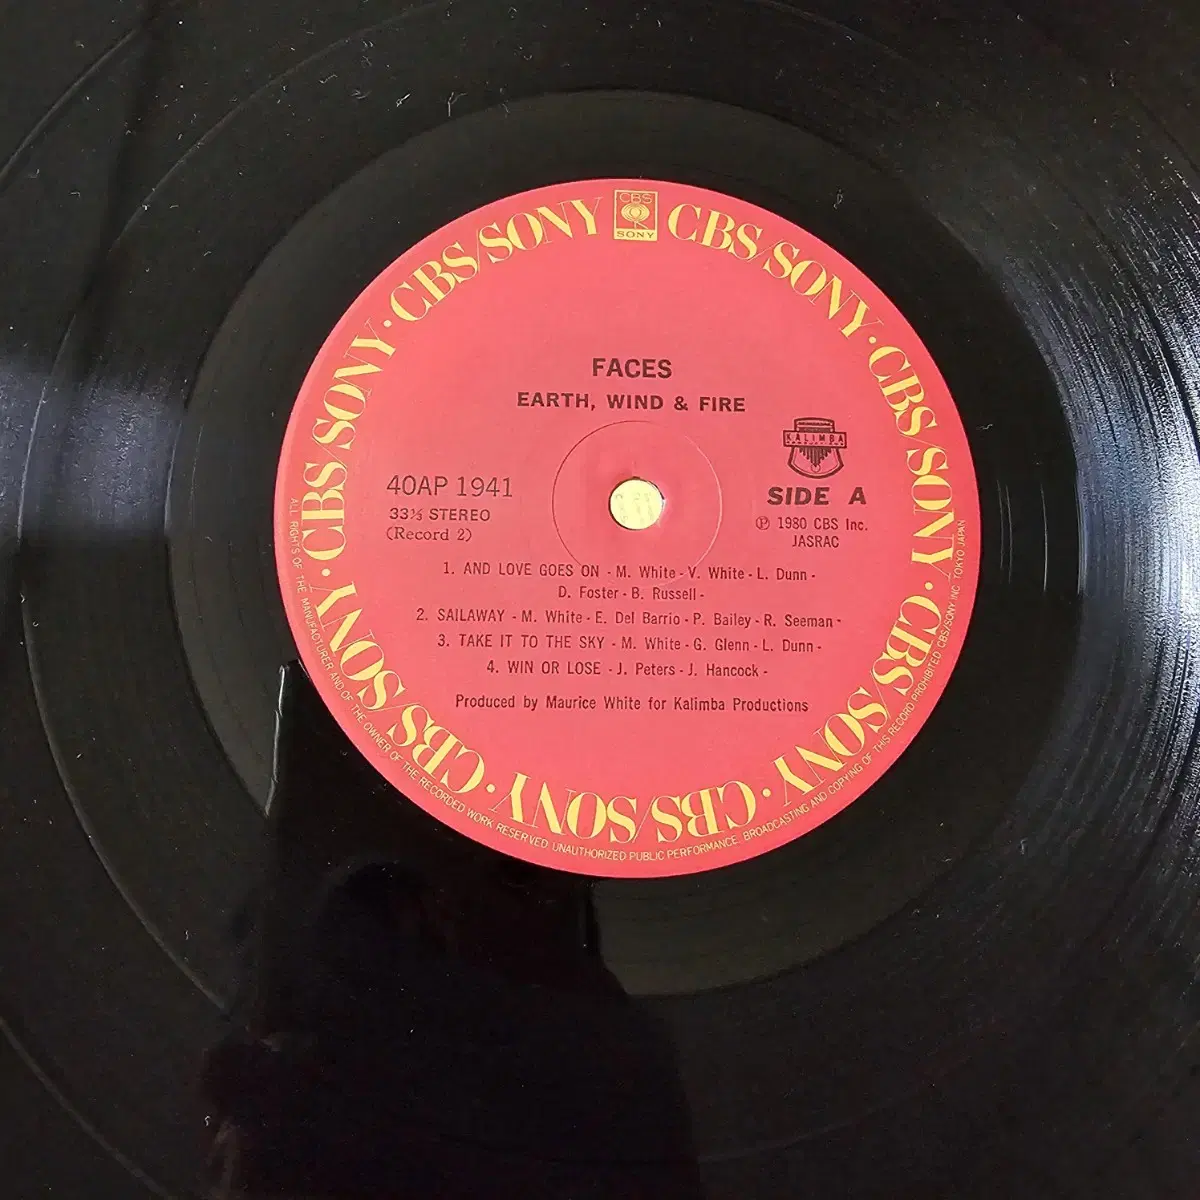 CBS
SONY
CBS/SONY · CBS/SONY · CBS/SONY · CBS/SONY · CBS/SONY · CBS/SONY · CBS/SONY · CBS/SONY
FACES
EARTH, WIND & FIRE
KALIMBA
40AP 1941
SIDE A
33⅓ STEREO
(Record 2)
Ⓟ 1980 CBS Inc.
JASRAC
1. AND LOVE GOES ON - M. White - V. White - L. Dunn -
D. Foster - B. Russell -
2. SAILAWAY - M. White - E. Del Barrio - P. Bailey - R. Seeman -
3. TAKE IT TO THE SKY - M. White - G. Glenn - L. Dunn -
4. WIN OR LOSE - J. Peters - J. Hancock -
Produced by Maurice White for Kalimba Productions
ALL RIGHTS OF THE MANUFACTURER AND OF THE OWNER OF THE RECORDED WORK RESERVED. UNAUTHORIZED PUBLIC PERFORMANCE, BROADCASTING AND COPYING OF THIS RECORD PROHIBITED. CBS/SONY INC. TOKYO JAPAN